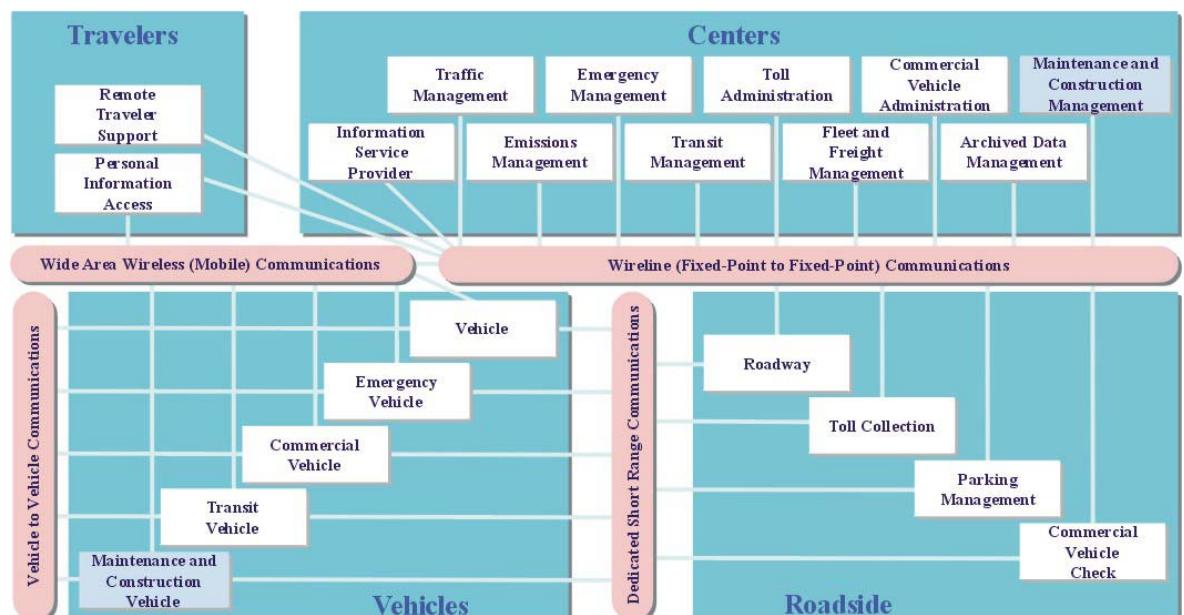 Travelers
Remote
Traveler
Support
Personal
Information
Access
Centers
Traffic
Management
Emergency
Management
Toll
Administration
Commercial
Vehicle
Administration
Maintenance and
Construction
Management
Information
Service
Provider
Emissions
Management
Transit
Management
Fleet and
Freight
Management
Archived Data
Management
Wide Area Wireless (Mobile) Communications
Wireline (Fixed-Point to Fixed-Point) Communications
Vehicle to Vehicle Communications
Vehicle
Emergency
Vehicle
Commercial
Vehicle
Transit
Vehicle
Maintenance and
Construction
Vehicle
Vehicles
Dedicated Short Range Communications
Roadway
Toll Collection
Parking
Management
Commercial
Vehicle
Check
Roadside